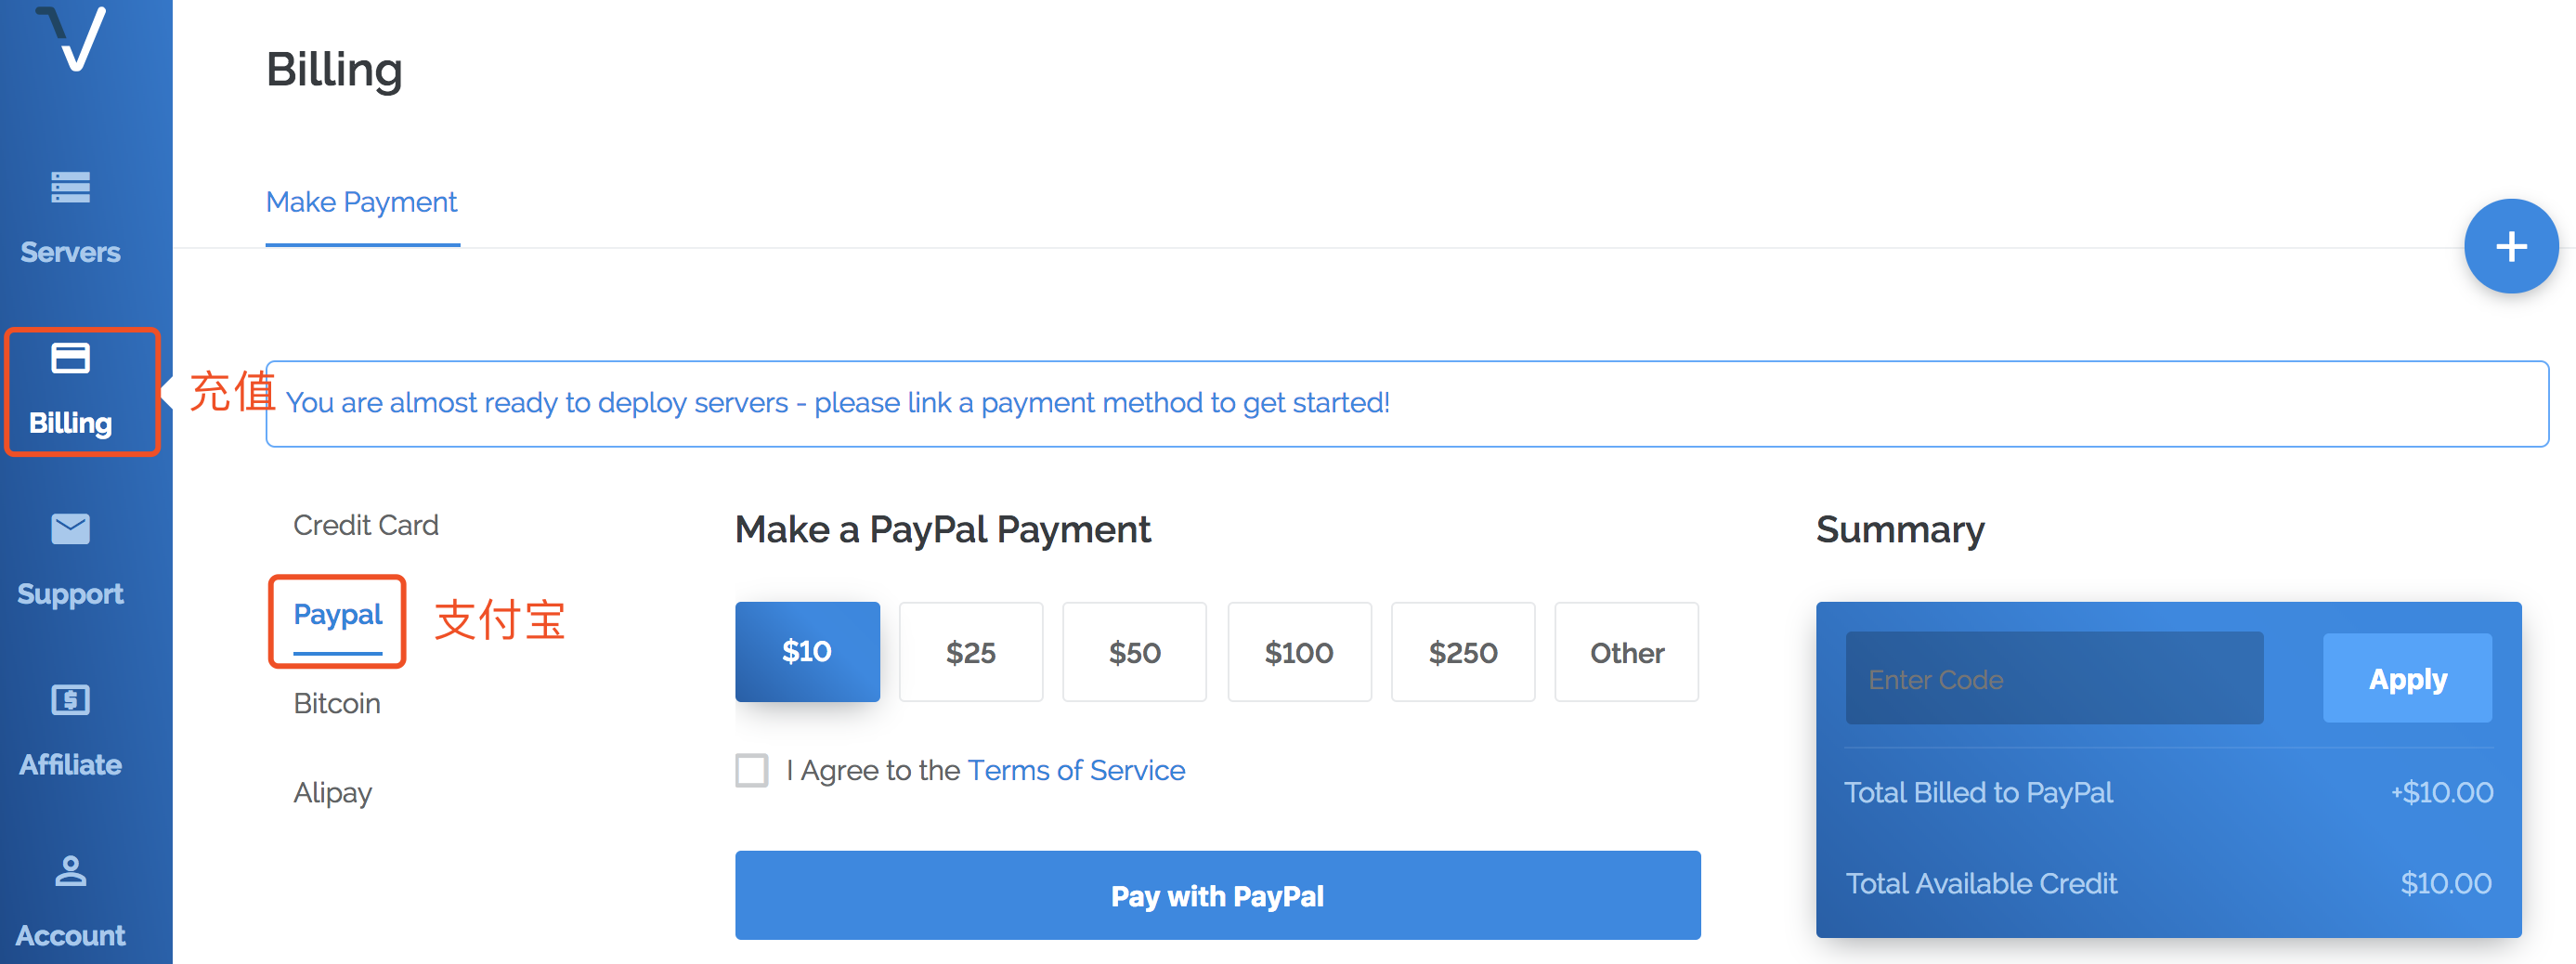 Billing
Make Payment
Servers
Billing
充值
You are almost ready to deploy servers - please link a payment method to get started!
Support
Affiliate
Account
Credit Card
Paypal
支付宝
Bitcoin
Alipay
Make a PayPal Payment
$10
$25
$50
$100
$250
Other
I Agree to the Terms of Service
Pay with PayPal
Summary
Enter Code
Apply
Total Billed to PayPal +$10.00
Total Available Credit $10.00